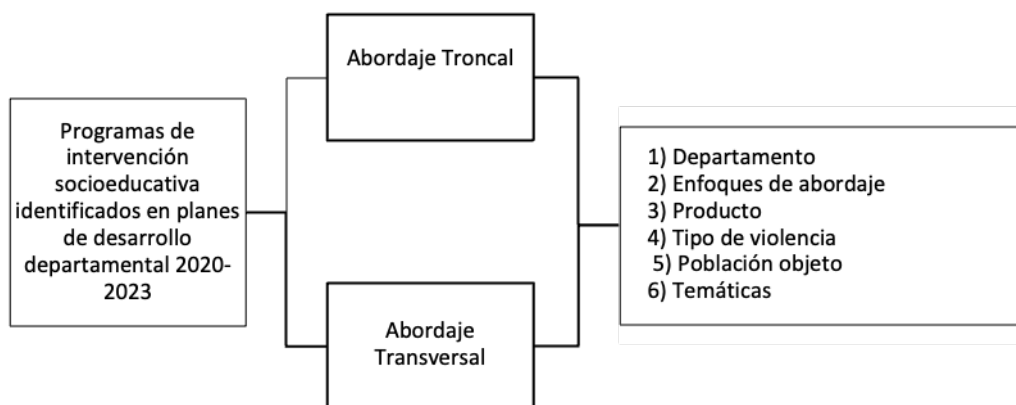 Programas de
intervención
socioeducativa
identificados en planes
de desarrollo
departamental 2020-
2023
Abordaje Troncal
Abordaje
Transversal
1) Departamento
2) Enfoques de abordaje
3) Producto
4) Tipo de violencia
5) Población objeto
6) Temáticas